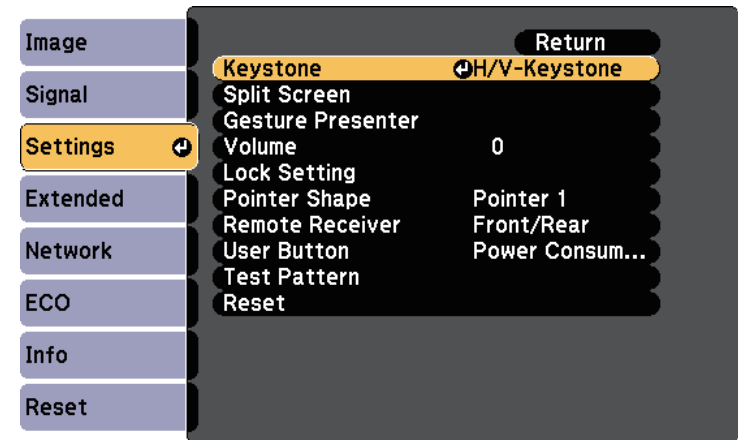 Image
Signal
Settings
Extended
Network
ECO
Info
Reset
Return
Keystone H/V-Keystone
Split Screen
Gesture Presenter
Volume 0
Lock Setting
Pointer Shape Pointer 1
Remote Receiver Front/Rear
User Button Power Consum...
Test Pattern
Reset